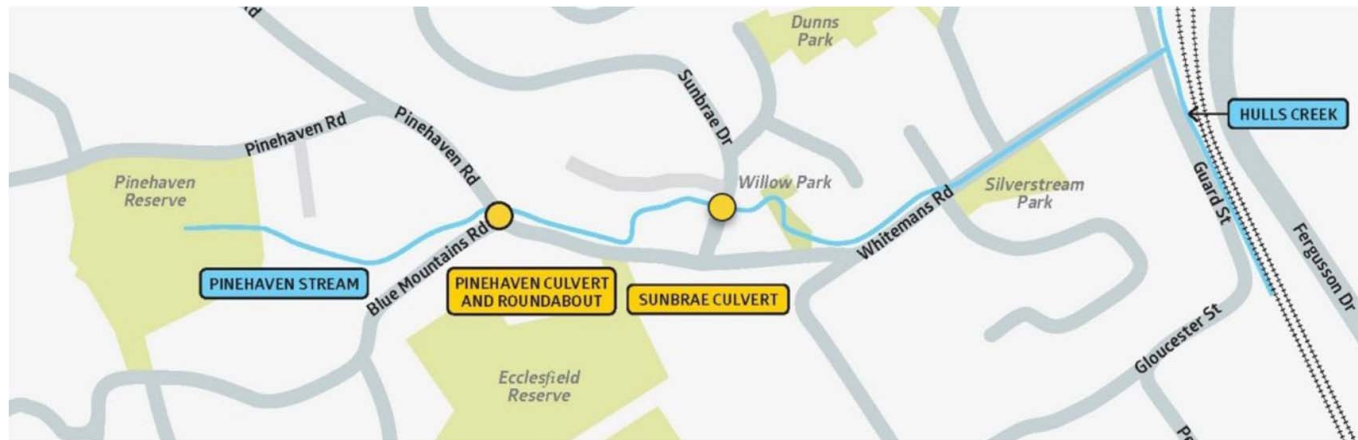 Dunns
Park
Sunbrae Dr
HULLS CREEK
Pinehaven Rd
Pinehaven Rd
Pinehaven
Reserve
Willow Park
Silverstream
Park
Guard St
Whitemans Rd
Fergusson Dr
Blue Mountains Rd
PINEHAVEN STREAM
PINEHAVEN CULVERT
AND ROUNDABOUT
SUNBRAE CULVERT
Gloucester St
Ecclesfield
Reserve